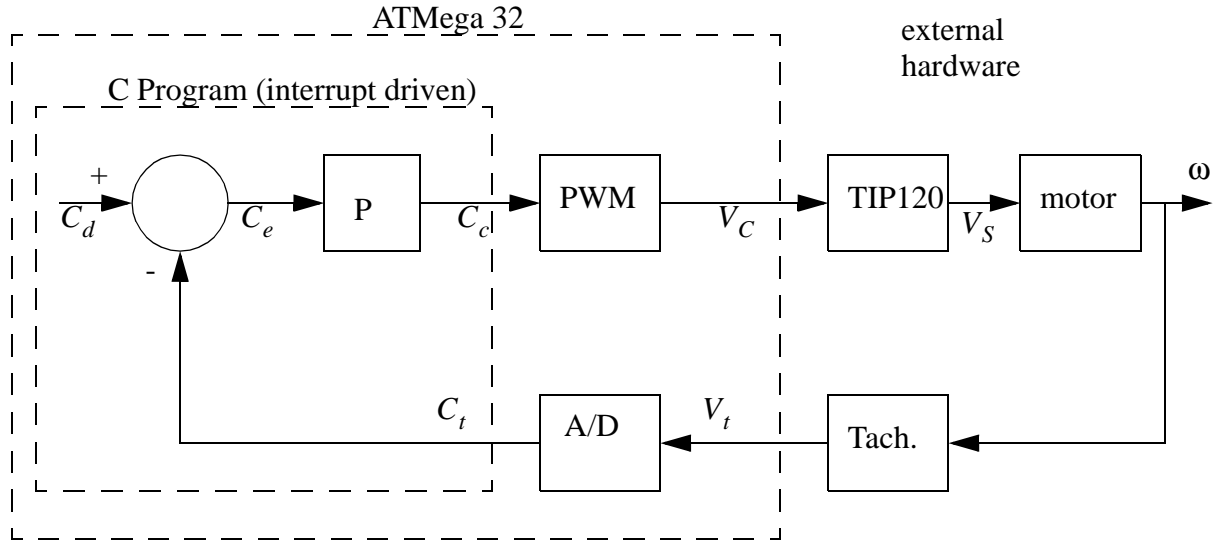 ATMega 32
external
hardware
C Program (interrupt driven)
+
C_d
C_e
P
C_c
PWM
V_C
TIP120
V_S
motor
ω
-
C_t
A/D
V_t
Tach.